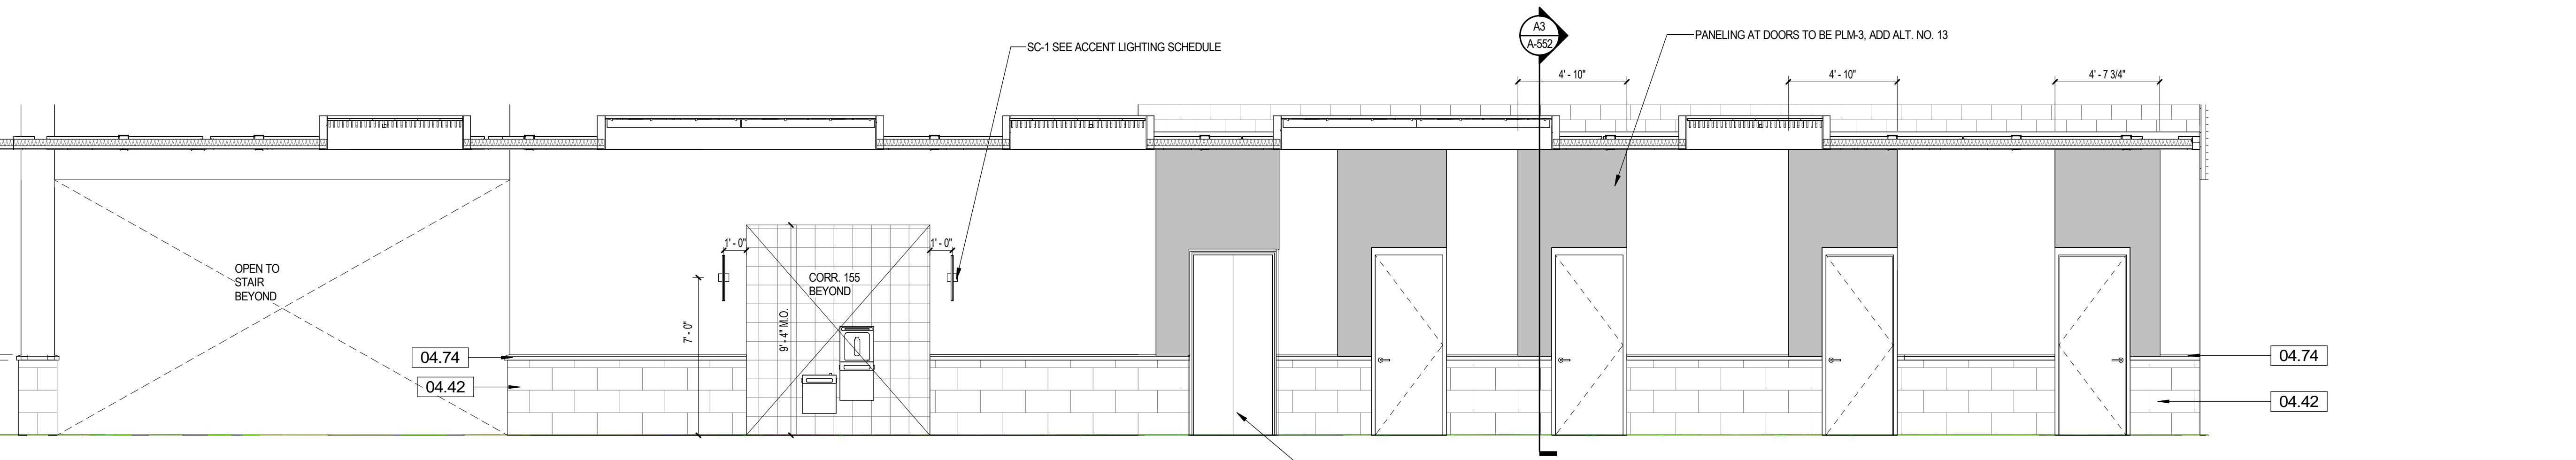 A3
A-552
SC-1 SEE ACCENT LIGHTING SCHEDULE
PANELING AT DOORS TO BE PLM-3, ADD ALT. NO. 13
4' - 10"
4' - 10"
4' - 7 3/4"
1' - 0"
1' - 0"
OPEN TO
STAIR
BEYOND
CORR. 155
BEYOND
7' - 0"
9' - 4" M.O.
04.74
04.42
04.74
04.42